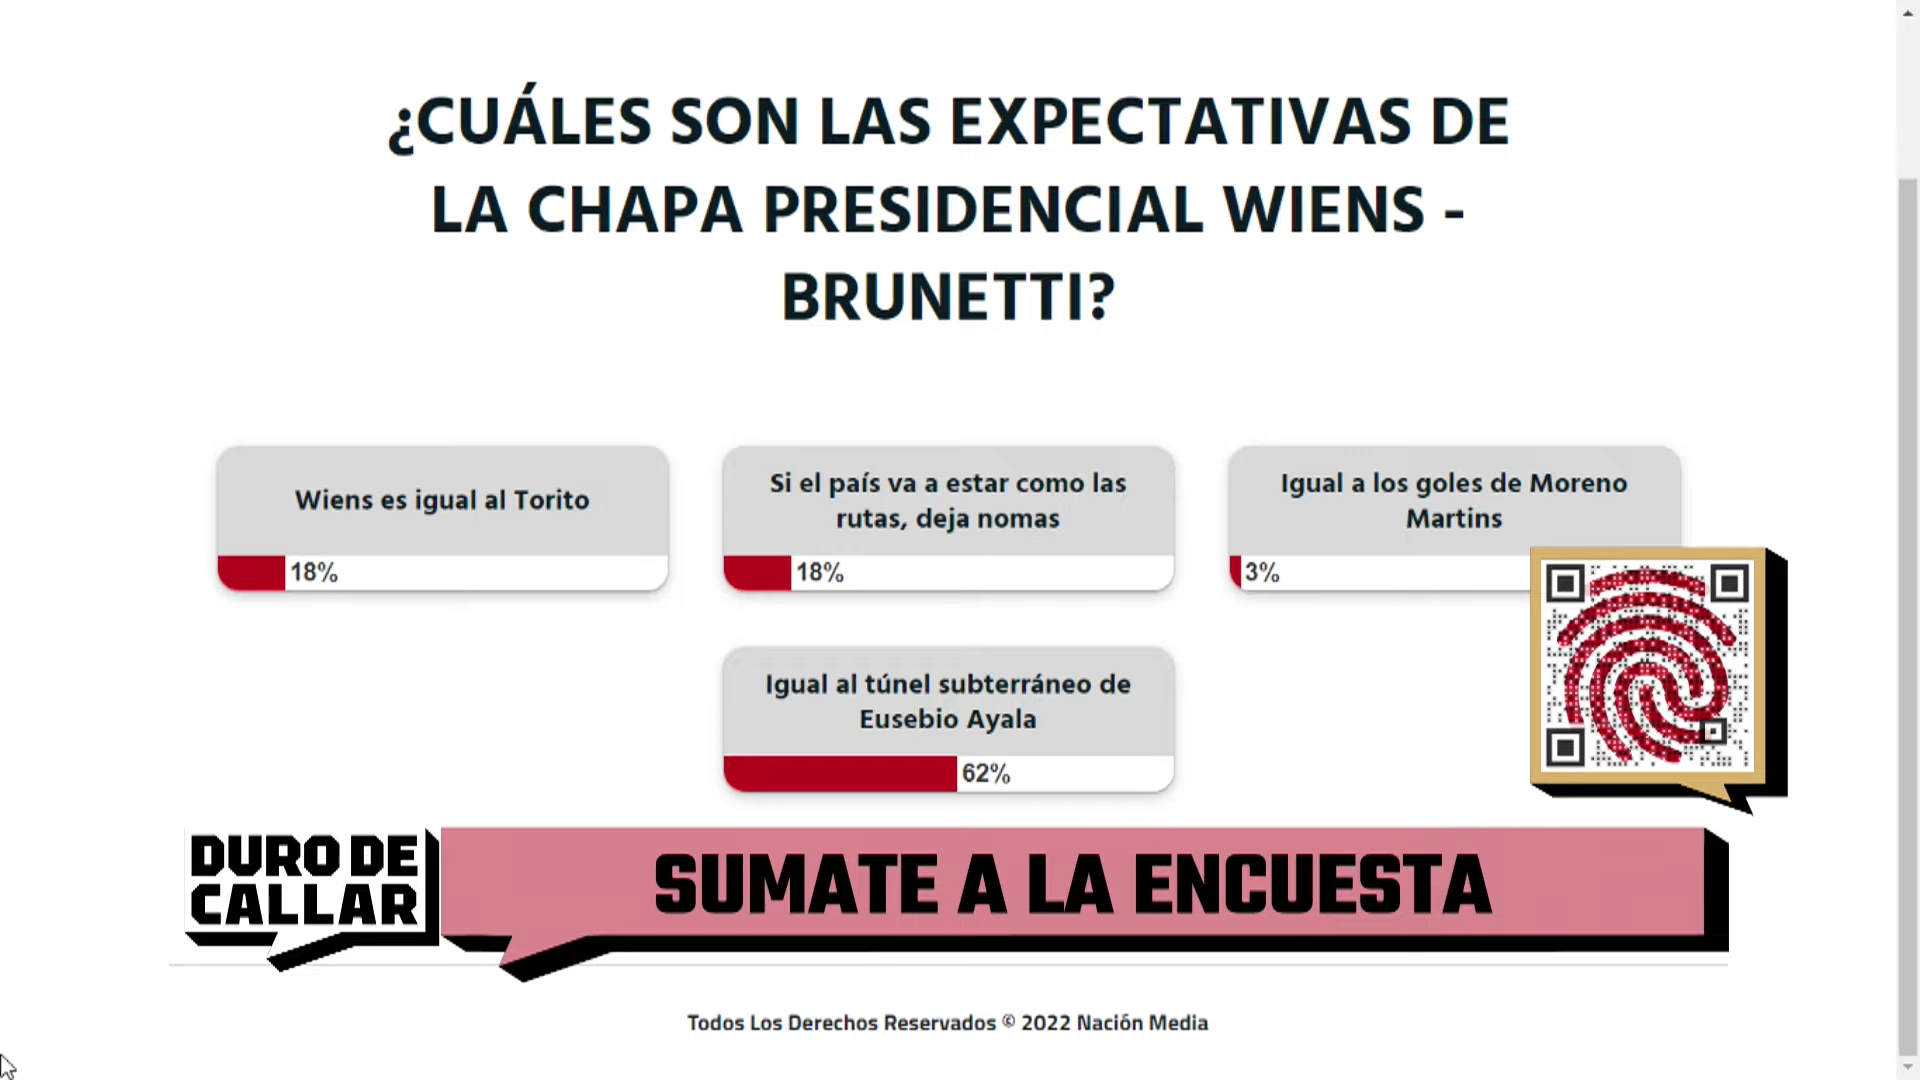 ¿CUÁLES SON LAS EXPECTATIVAS DE
LA CHAPA PRESIDENCIAL WIENS -
BRUNETTI?
Wiens es igual al Torito
18%
Si el país va a estar como las
rutas, deja nomas
18%
Igual a los goles de Moreno
Martins
3%
Igual al túnel subterráneo de
Eusebio Ayala
62%
DURO DE
CALLAR
SUMATE A LA ENCUESTA
Todos Los Derechos Reservados © 2022 Nación Media